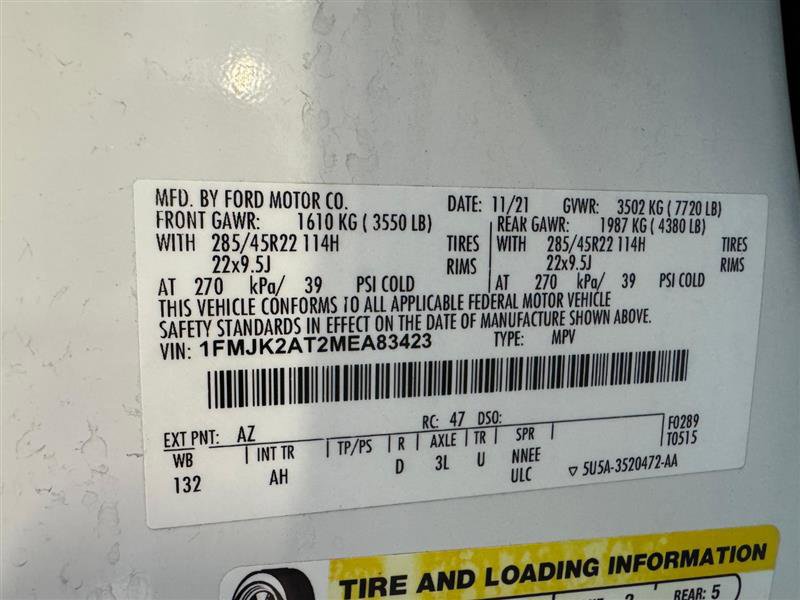 MFD. BY FORD MOTOR CO. DATE: 11/21 GVWR: 3502 KG ( 7720 LB)
FRONT GAWR: 1610 KG ( 3550 LB) REAR GAWR: 1987 KG ( 4380 LB)
WITH 285/45R22 114H TIRES WITH 285/45R22 114H TIRES
22x9.5J RIMS 22x9.5J RIMS
AT 270 kPa/ 39 PSI COLD AT 270 kPa/ 39 PSI COLD
THIS VEHICLE CONFORMS TO ALL APPLICABLE FEDERAL MOTOR VEHICLE
SAFETY STANDARDS IN EFFECT ON THE DATE OF MANUFACTURE SHOWN ABOVE.
VIN: 1FMJK2AT2MEA83423 TYPE: MPV
RC: 47 DSO: F0289
EXT PNT: AZ T0515
WB INT TR TP/PS R AXLE TR SPR
132 AH D 3L U NNEE
ULC 5U5A-3520472-AA
TIRE AND LOADING INFORMATION
REAR: 5